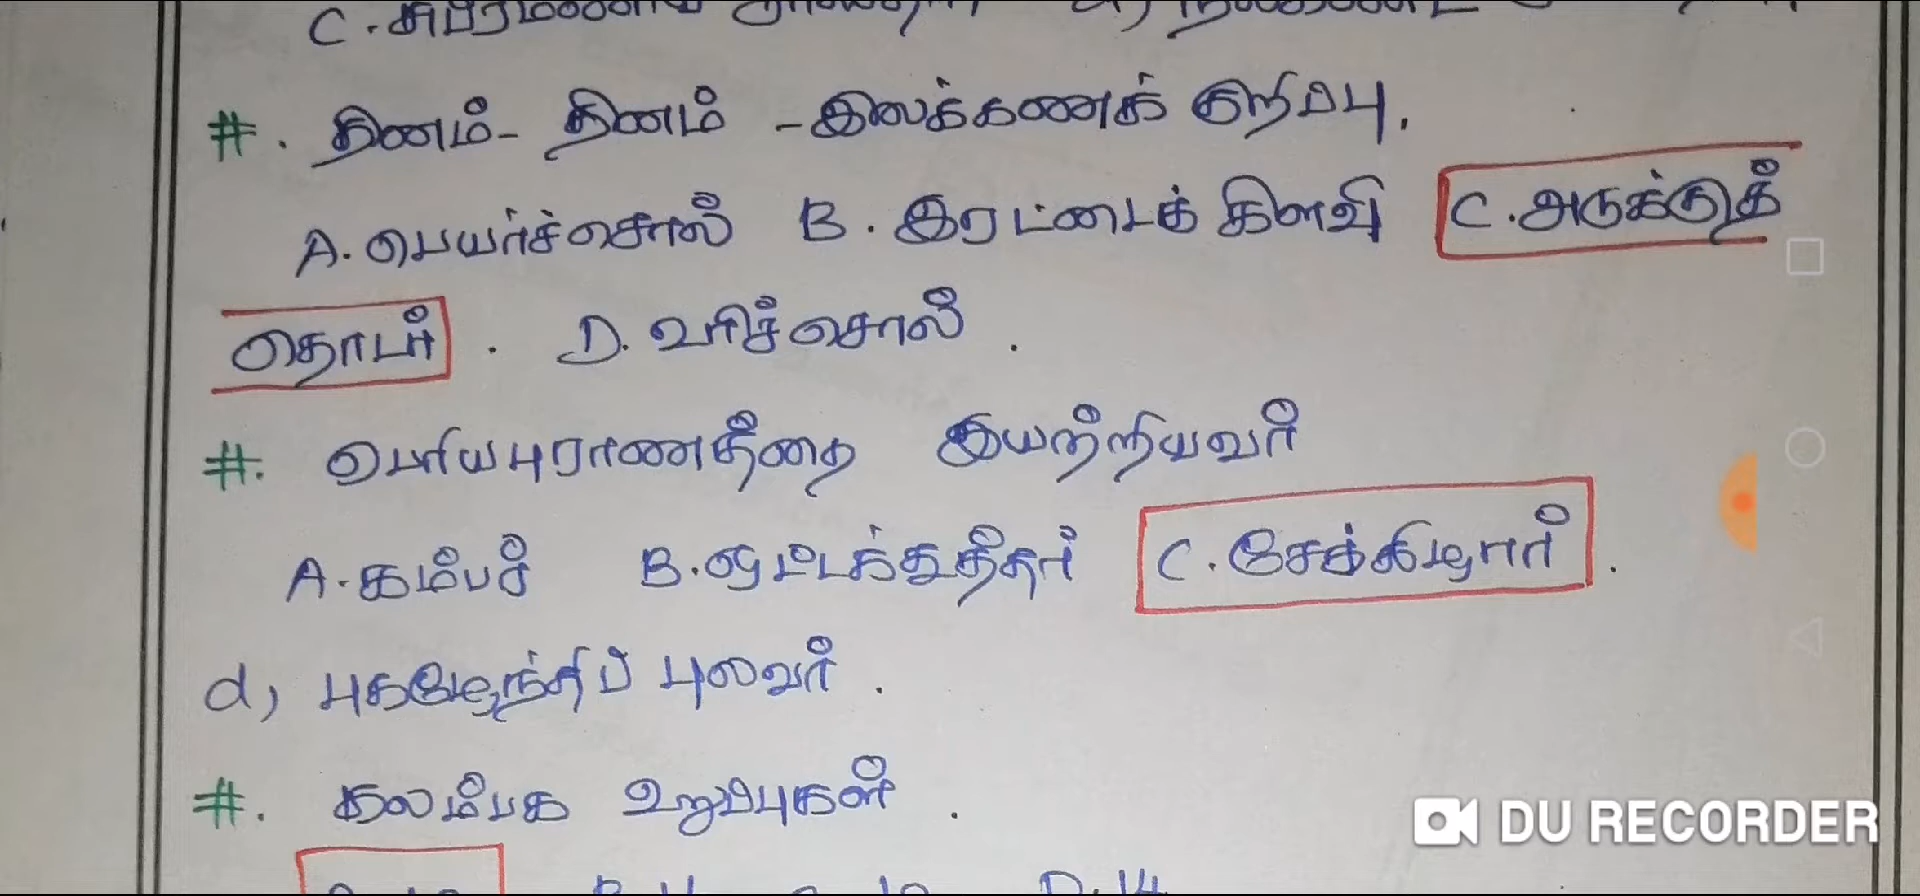 # . தினம் - தினம் - இலக்கணக் குறிப்பு.
A. பெயர்ச்சொல் B. இரட்டைக் கிளவி C. அடுக்குத்
தொடர் . D. உரிச்சொல் .
# . பெரியபுராணத்தை இயற்றியவர்
A. கம்பர் B. ஒட்டக்கூத்தர் C. சேக்கிழார் .
d) புகழேந்திப் புலவர் .
# . கலம்பக உறுப்புகள் .
D. 14
DU RECORDER